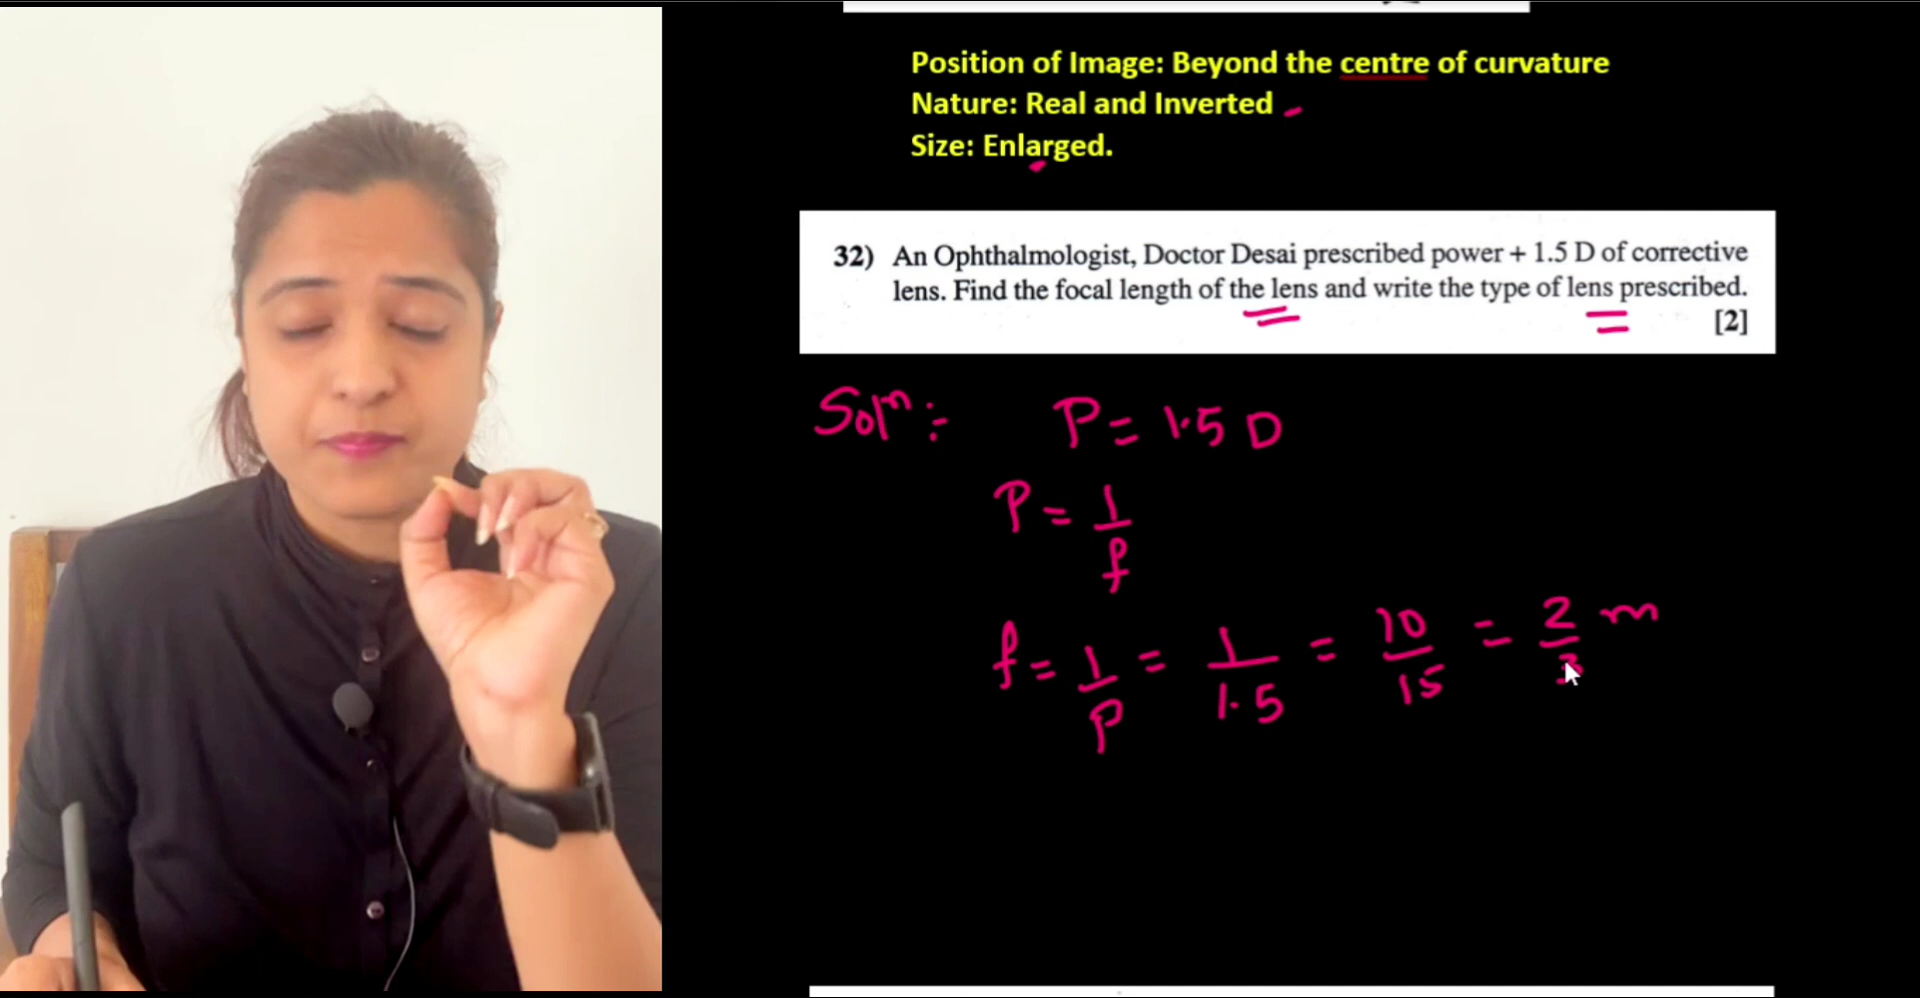 Position of Image: Beyond the centre of curvature
Nature: Real and Inverted
Size: Enlarged.
32) An Ophthalmologist, Doctor Desai prescribed power + 1.5 D of corrective
lens. Find the focal length of the lens and write the type of lens prescribed.
[2]
Solⁿ:- P = 1.5 D
P = 1/f
f = 1/P = 1/1.5 = 10/15 = 2/3 m